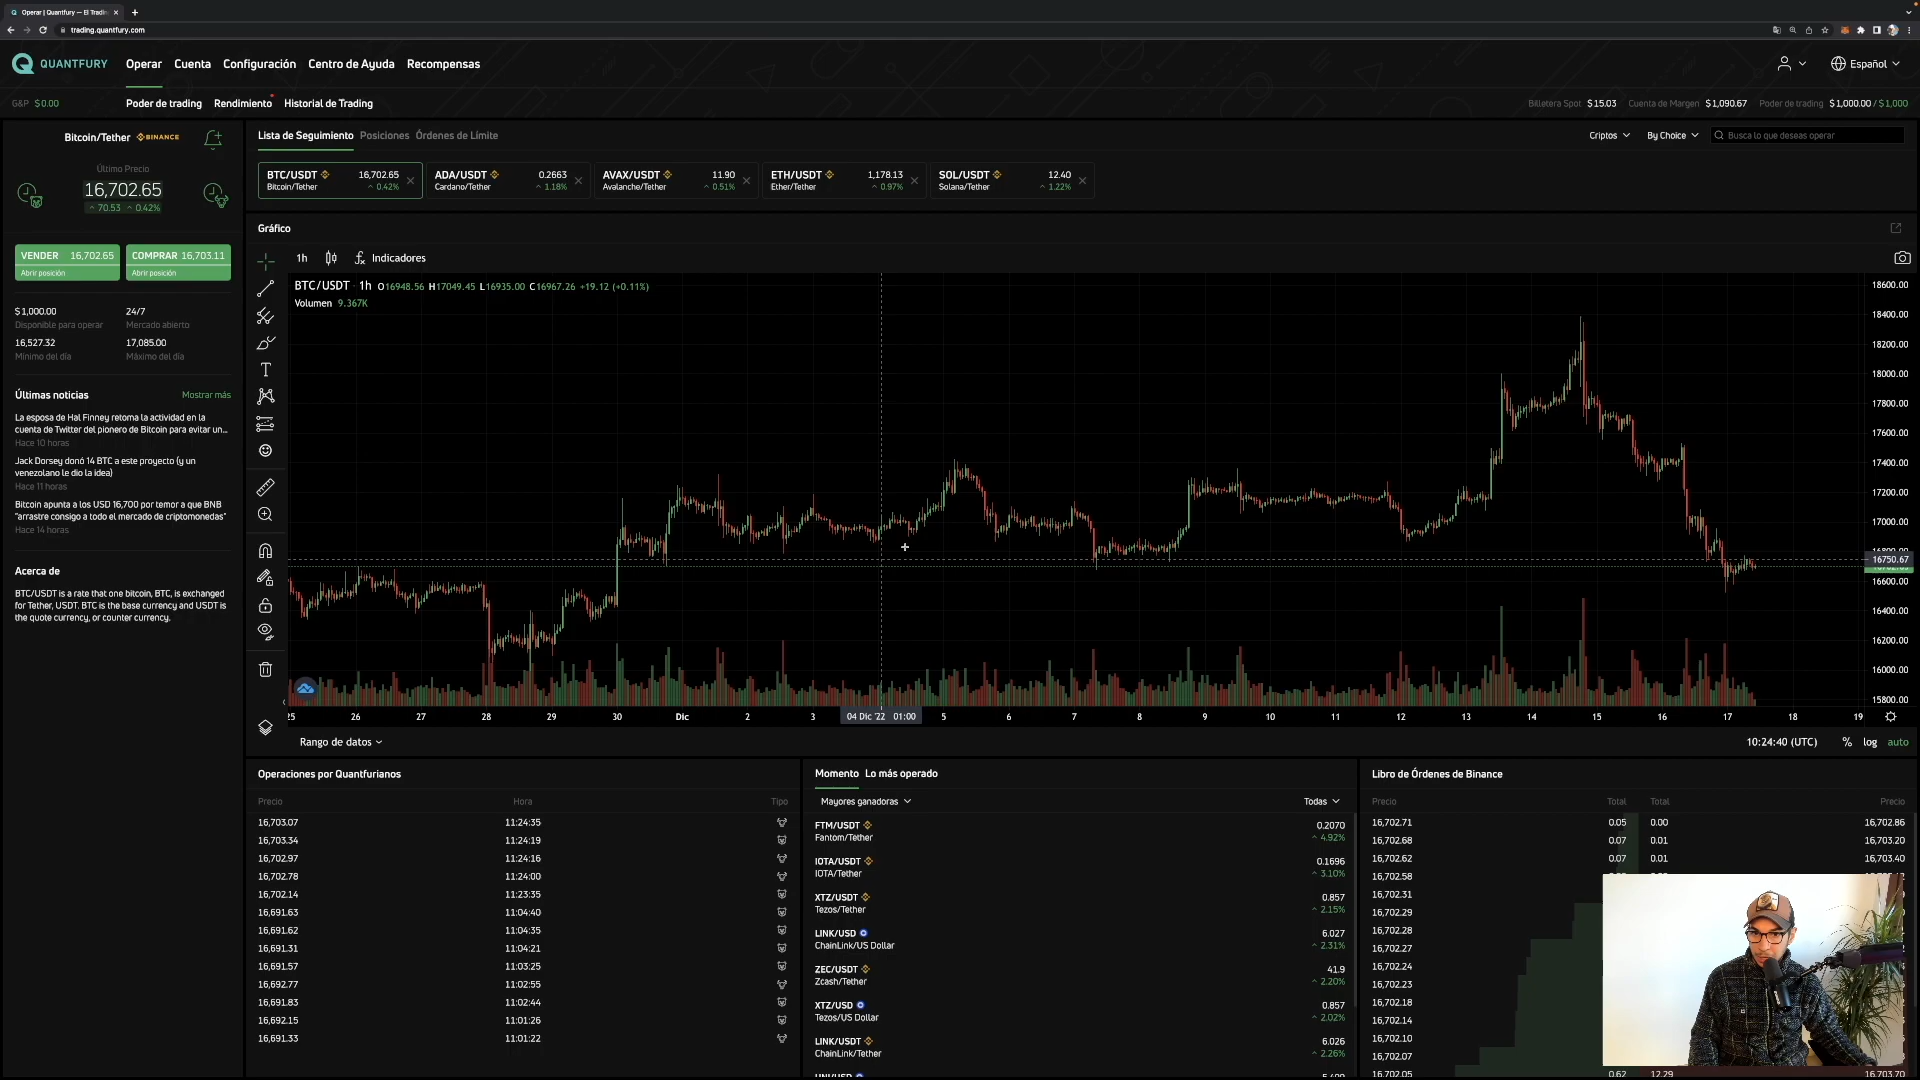 Operar | Quantfury — El Tradin
trading.quantfury.com
QUANTFURY
Operar Cuenta Configuración Centro de Ayuda Recompensas
Español
G&P $ 0.00
Poder de trading Rendimiento Historial de Trading
Billetera Spot $ 15.03 Cuenta de Margen $ 1,090.67 Poder de trading $ 1,000.00 / $ 1,000
Bitcoin/Tether BINANCE
Último Precio
16,702.65
70.53 0.42%
VENDER 16,702.65
Abrir posición
COMPRAR 16,703.11
Abrir posición
$ 1,000.00 24/7
Disponible para operar Mercado abierto
16,527.32 17,085.00
Mínimo del día Máximo del día
Últimas noticias Mostrar más
La esposa de Hal Finney retoma la actividad en la
cuenta de Twitter del pionero de Bitcoin para evitar un...
Hace 10 horas
Jack Dorsey donó 14 BTC a este proyecto (y un
venezolano le dio la idea)
Hace 11 horas
Bitcoin apunta a los USD 16,700 por temor a que BNB
"arrastre consigo a todo el mercado de criptomonedas"
Hace 14 horas
Acerca de
BTC/USDT is a rate that one bitcoin, BTC, is exchanged
for Tether, USDT. BTC is the base currency and USDT is
the quote currency, or counter currency.
Lista de Seguimiento Posiciones Órdenes de Límite
Criptos By Choice Busca lo que deseas operar
BTC/USDT 16,702.65
Bitcoin/Tether 0.42%
ADA/USDT 0.2663
Cardano/Tether 1.18%
AVAX/USDT 11.90
Avalanche/Tether 0.51%
ETH/USDT 1,178.13
Ether/Tether 0.97%
SOL/USDT 12.40
Solana/Tether 1.22%
Gráfico
1h Indicadores
BTC/USDT · 1h O16948.56 H17049.45 L16935.00 C16967.26 +19.12 (+0.11%)
Volumen 9.367K
18600.00
18400.00
18200.00
18000.00
17800.00
17600.00
17400.00
17200.00
17000.00
16750.67
16600.00
16400.00
16200.00
16000.00
15800.00
25 26 27 28 29 30 Dic 2 3 04 Dic '22 01:00 5 6 7 8 9 10 11 12 13 14 15 16 17 18 19
Rango de datos
10:24:40 (UTC) % log auto
Operaciones por Quantfurianos
Precio Hora Tipo
16,703.07 11:24:35
16,703.34 11:24:19
16,702.97 11:24:16
16,702.78 11:24:00
16,702.14 11:23:35
16,691.63 11:04:40
16,691.62 11:04:35
16,691.31 11:04:21
16,691.57 11:03:25
16,692.77 11:02:55
16,691.83 11:02:44
16,692.15 11:01:26
16,691.33 11:01:22
Momento Lo más operado
Mayores ganadoras Todas
FTM/USDT 0.2070
Fantom/Tether 4.92%
IOTA/USDT 0.1696
IOTA/Tether 3.10%
XTZ/USDT 0.857
Tezos/Tether 2.15%
LINK/USD 6.027
ChainLink/US Dollar 2.31%
ZEC/USDT 41.9
Zcash/Tether 2.20%
XTZ/USD 0.857
Tezos/US Dollar 2.02%
LINK/USDT 6.026
ChainLink/Tether 2.26%
Libro de Órdenes de Binance
Precio Total Total Precio
16,702.71 0.05 0.00 16,702.86
16,702.68 0.07 0.01 16,703.20
16,702.62 0.07 0.01 16,703.40
16,702.58
16,702.31
16,702.29
16,702.28
16,702.27
16,702.24
16,702.23
16,702.18
16,702.14
16,702.10
16,702.07
16,702.05 0.62 12.29 16,703.70